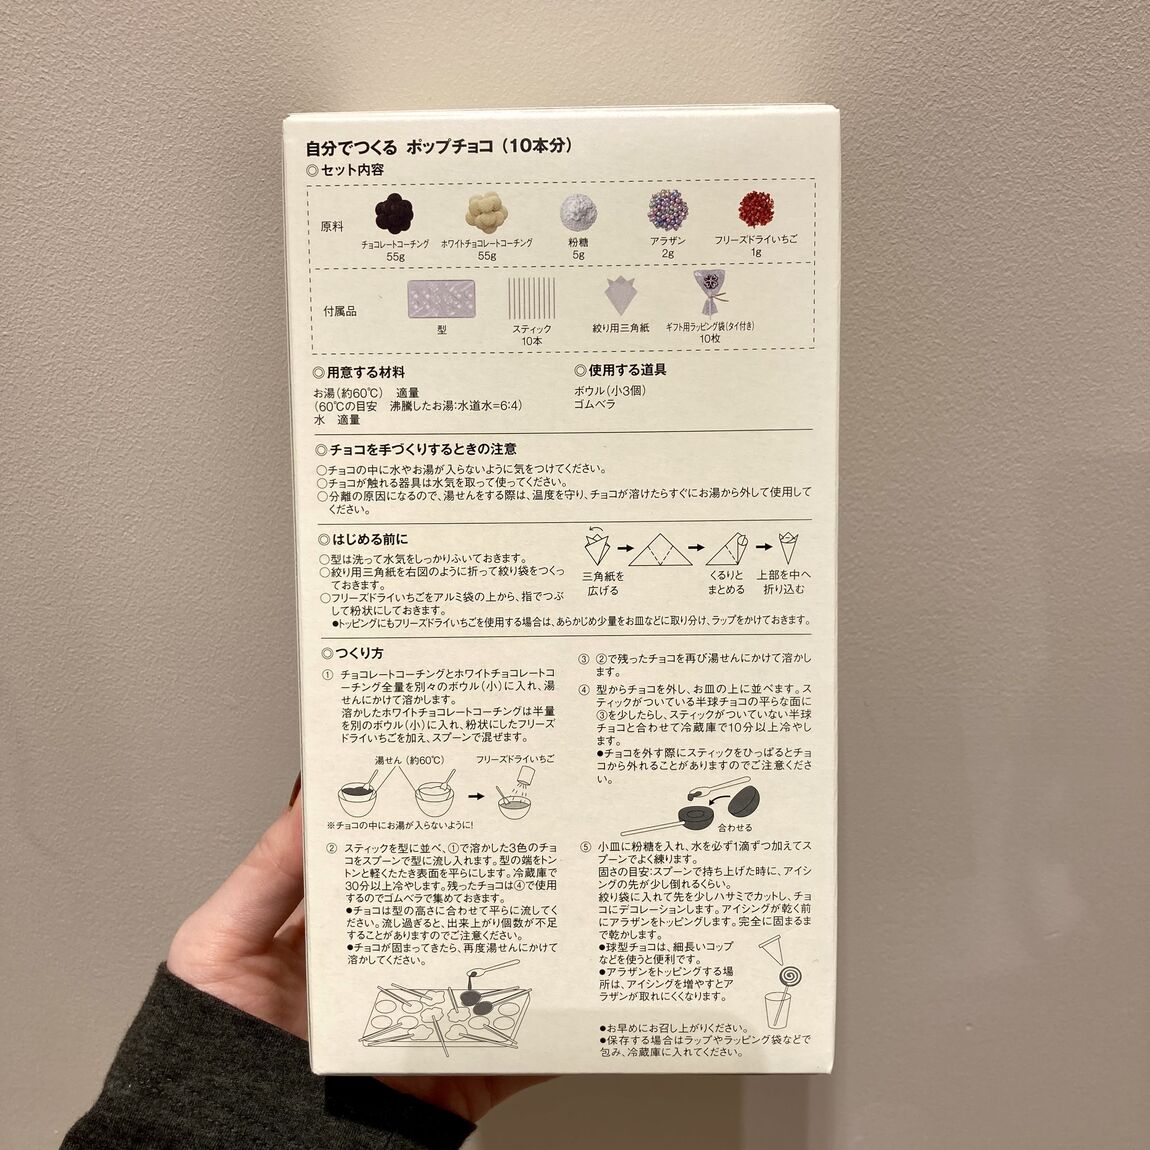 自分でつくる ポップチョコ（10本分）
◎セット内容
原料
チョコレートコーチング
55g
ホワイトチョコレートコーチング
55g
粉糖
5g
アラザン
2g
フリーズドライいちご
1g
付属品
型
スティック
10本
絞り用三角紙
ギフト用ラッピング袋（タイ付き）
10枚
◎用意する材料
お湯（約60℃）　適量
（60℃の目安　沸騰したお湯：水道水=6：4）
水　適量
◎使用する道具
ボウル（小3個）
ゴムベラ
◎チョコを手づくりするときの注意
○チョコの中に水やお湯が入らないように気をつけてください。
○チョコが触れる器具は水気を取って使ってください。
○分離の原因になるので、湯せんをする際は、温度を守り、チョコが溶けたらすぐにお湯から外して使用して
ください。
◎はじめる前に
○型は洗って水気をしっかりふいておきます。
○絞り用三角紙を右図のように折って絞り袋をつくっ
ておきます。
○フリーズドライいちごをアルミ袋の上から、指でつぶ
して粉状にしておきます。
●トッピングにもフリーズドライいちごを使用する場合は、あらかじめ少量をお皿などに取り分け、ラップをかけておきます。
三角紙を
広げる
くるりと
まとめる
上部を中へ
折り込む
◎つくり方
① チョコレートコーチングとホワイトチョコレートコ
ーチング全量を別々のボウル（小）に入れ、湯
せんにかけて溶かします。
溶かしたホワイトチョコレートコーチングは半量
を別のボウル（小）に入れ、粉状にしたフリーズ
ドライいちごを加え、スプーンで混ぜます。
湯せん（約60℃）
フリーズドライいちご
※チョコの中にお湯が入らないように！
② スティックを型に並べ、①で溶かした3色のチョ
コをスプーンで型に流し入れます。型の端をトン
トンと軽くたたき表面を平らにします。冷蔵庫で
30分以上冷やします。残ったチョコは④で使用
するのでゴムベラで集めておきます。
●チョコは型の高さに合わせて平らに流してく
ださい。流し過ぎると、出来上がり個数が不足
することがありますのでご注意ください。
●チョコが固まってきたら、再度湯せんにかけて
溶かしてください。
③ ②で残ったチョコを再び湯せんにかけて溶かし
ます。
④ 型からチョコを外し、お皿の上に並べます。ス
ティックがついている半球チョコの平らな面に
③を少したらし、スティックがついていない半球
チョコと合わせて冷蔵庫で10分以上冷やし
ます。
●チョコを外す際にスティックをひっぱるとチョ
コから外れることがありますのでご注意くださ
い。
合わせる
⑤ 小皿に粉糖を入れ、水を必ず1滴ずつ加えてス
プーンでよく練ります。
固さの目安：スプーンで持ち上げた時に、アイシ
ングの先が少し倒れるくらい。
絞り袋に入れて先を少しハサミでカットし、チョ
コにデコレーションします。アイシングが乾く前
にアラザンをトッピングします。完全に固まるま
で乾かします。
●球型チョコは、細長いコップ
などを使うと便利です。
●アラザンをトッピングする場
所は、アイシングを増やすとア
ラザンが取れにくくなります。
●お早めにお召し上がりください。
●保存する場合はラップやラッピング袋などで
包み、冷蔵庫に入れてください。